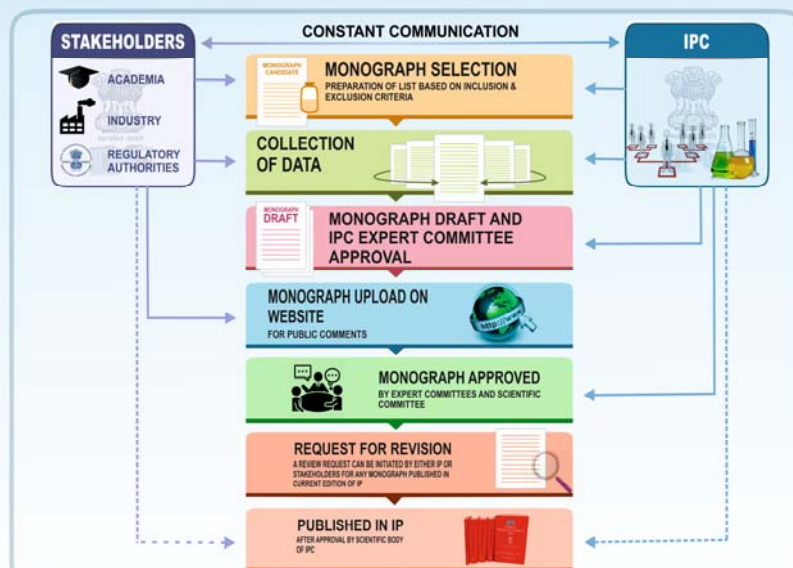 CONSTANT COMMUNICATION
STAKEHOLDERS
ACADEMIA
INDUSTRY
REGULATORY
AUTHORITIES
IPC
MONOGRAPH
CANDIDATE
MONOGRAPH SELECTION
PREPARATION OF LIST BASED ON INCLUSION &
EXCLUSION CRITERIA
COLLECTION
OF DATA
MONOGRAPH
DRAFT
MONOGRAPH DRAFT AND
IPC EXPERT COMMITTEE
APPROVAL
MONOGRAPH UPLOAD ON
WEBSITE
FOR PUBLIC COMMENTS
http://www
MONOGRAPH APPROVED
BY EXPERT COMMITTEES AND SCIENTIFIC
COMMITTEE
REQUEST FOR REVISION
A REVIEW REQUEST CAN BE INITIATED BY EITHER IP OR
STAKEHOLDERS FOR ANY MONOGRAPH PUBLISHED IN
CURRENT EDITION OF IP
PUBLISHED IN IP
AFTER APPROVAL BY SCIENTIFIC BODY
OF IPC